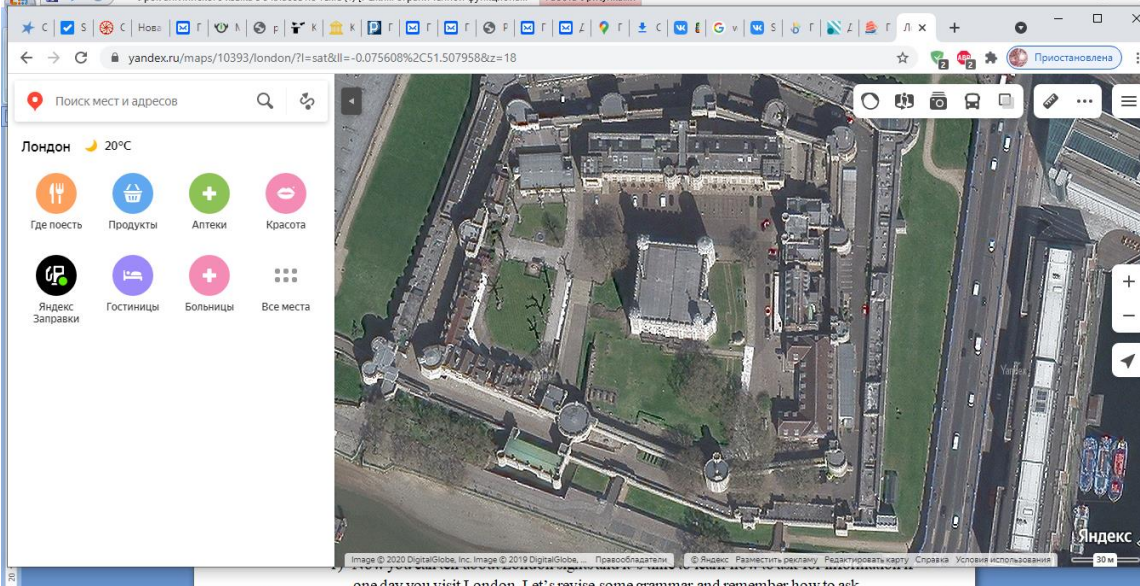 yandex.ru/maps/10393/london/?l=sat&ll=-0.075608%2C51.507958&z=18
Приостановлена
Поиск мест и адресов
Лондон 20°C
Где поесть
Продукты
Аптеки
Красота
Яндекс Заправки
Гостиницы
Больницы
Все места
Yandex
Яндекс
Image © 2020 DigitalGlobe, Inc. Image © 2019 DigitalGlobe, ... Правообладатели © Яндекс Разместить рекламу Редактировать карту Справка Условия использования 30 м
one day you visit London. Let's revise some grammar and remember how to ask